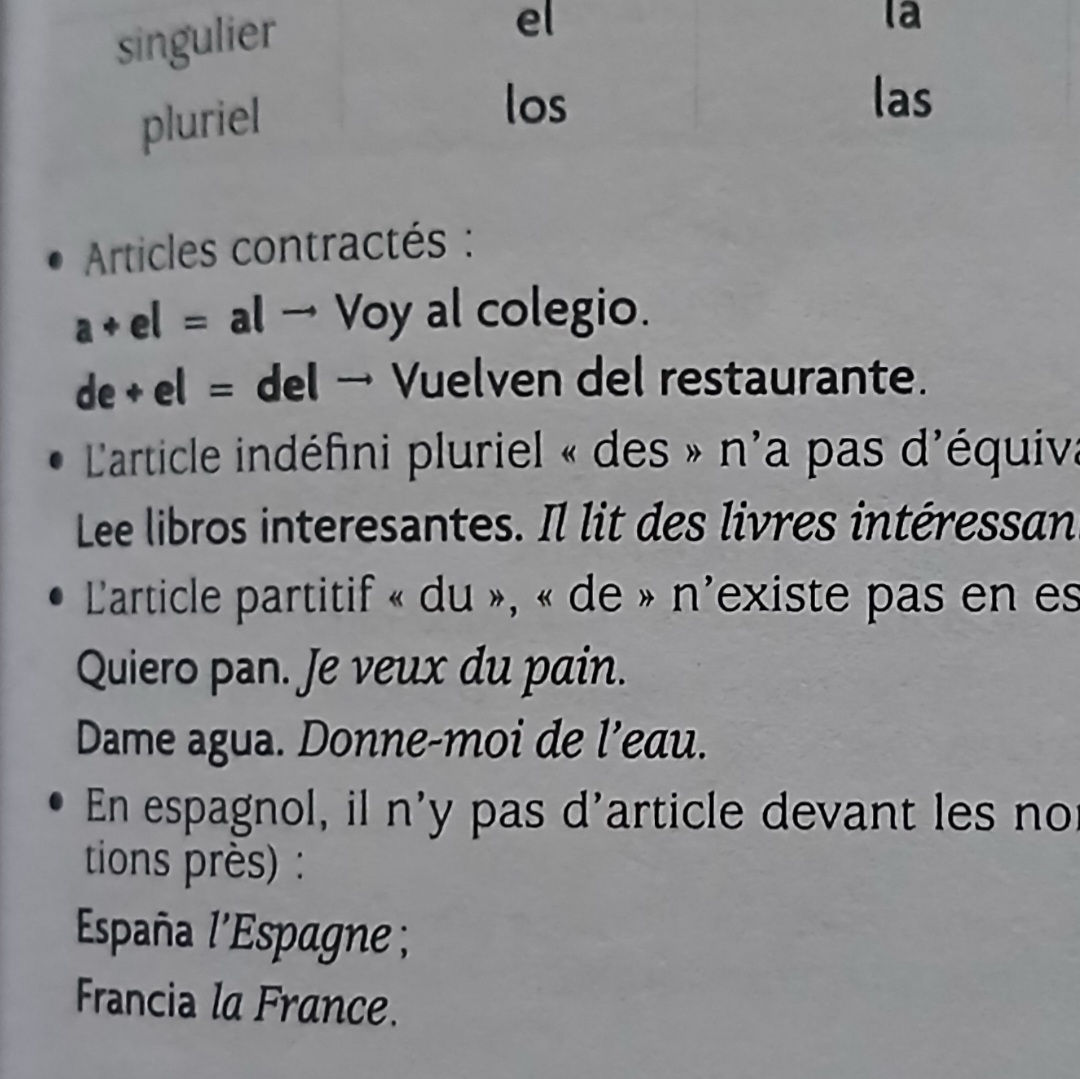 singulier el la
pluriel los las
• Articles contractés :
a + el = al → Voy al colegio.
de + el = del → Vuelven del restaurante.
• L'article indéfini pluriel « des » n'a pas d'équiva
Lee libros interesantes. Il lit des livres intéressan
• L'article partitif « du », « de » n'existe pas en es
Quiero pan. Je veux du pain.
Dame agua. Donne-moi de l'eau.
• En espagnol, il n'y pas d'article devant les no
tions près) :
España l'Espagne ;
Francia la France.